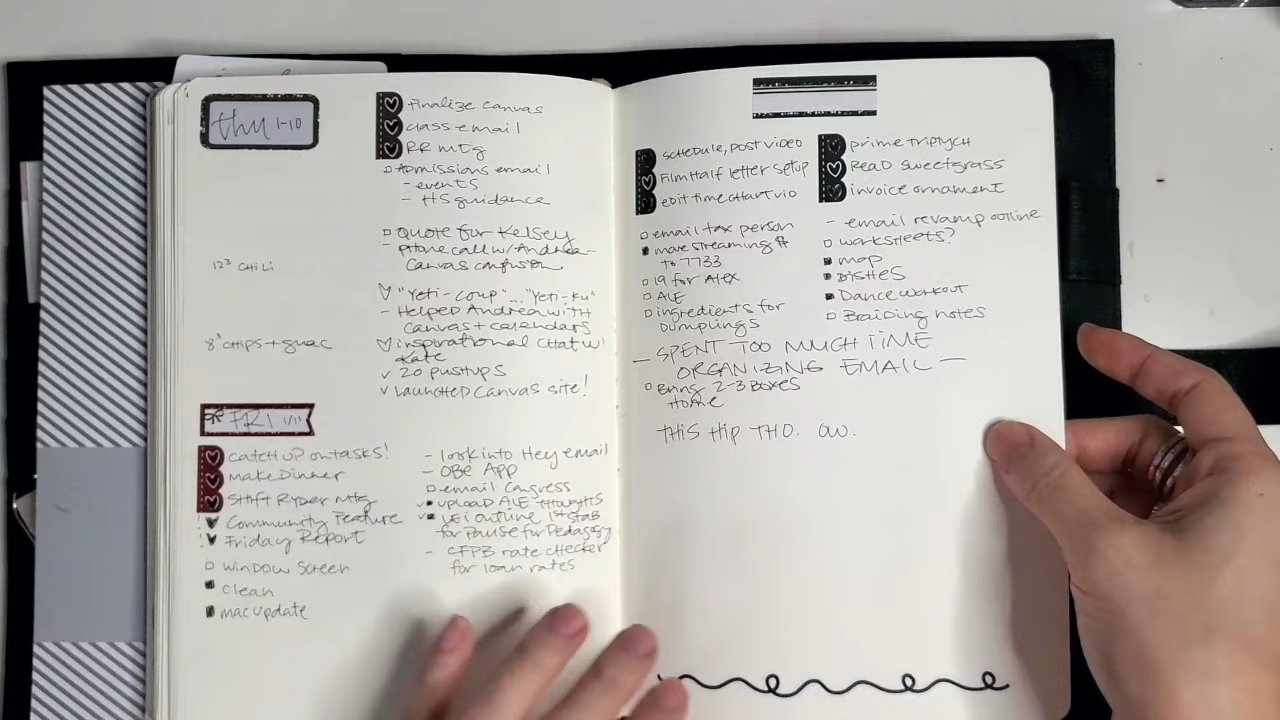 thu 1-10
Finalize canvas
class email
RR mtg
Admissions email
- events
- HS guidance
Quote for Kelsey
- phone call w/ Andrea -
Canvas confusion
12³ CHiLi
"Yeti-coup"... "Yeti-Ku"
- Helped Andrea with
Canvas + calendars
8³ CHIPS + guac
inspirational CHat w/
Kate
✓ 20 pushups
✓ Launched Canvas site!
FRI 1/11
catch up on tasks!
make Dinner
Shift Ryder mtg
Community Feature
Friday Report
window screen
clean
mac update
- look into Hey email
- OBE App
email Congress
upload ALE thoughts
outline 1st
for Pause for Pedagogy
- CFPB rate checker
for loan rates
schedule, post video
Film Half letter setup
edit time chart vid
email tax person
move streaming #
to 7733
19 for Alex
ALE
ingredients for
Dumplings
prime TRIPTYCH
Read sweetgrass
invoice ornament
- email revamp outline
worksheets?
mop
Dishes
Dance workout
Braiding notes
— SPENT TOO MUCH TIME
ORGANIZING EMAIL —
Bring 2-3 Boxes
Home
THIS Hip THO. OW.